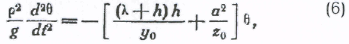 ρ²/g d²θ/dt² = − [ (λ + h) h / y₀ + a² / z₀ ] θ, (6)